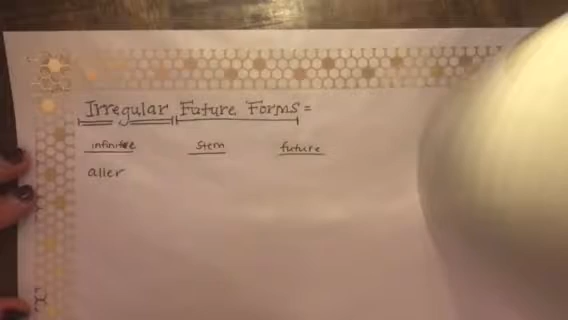 Irregular Future Forms =
infinitive stem future
aller